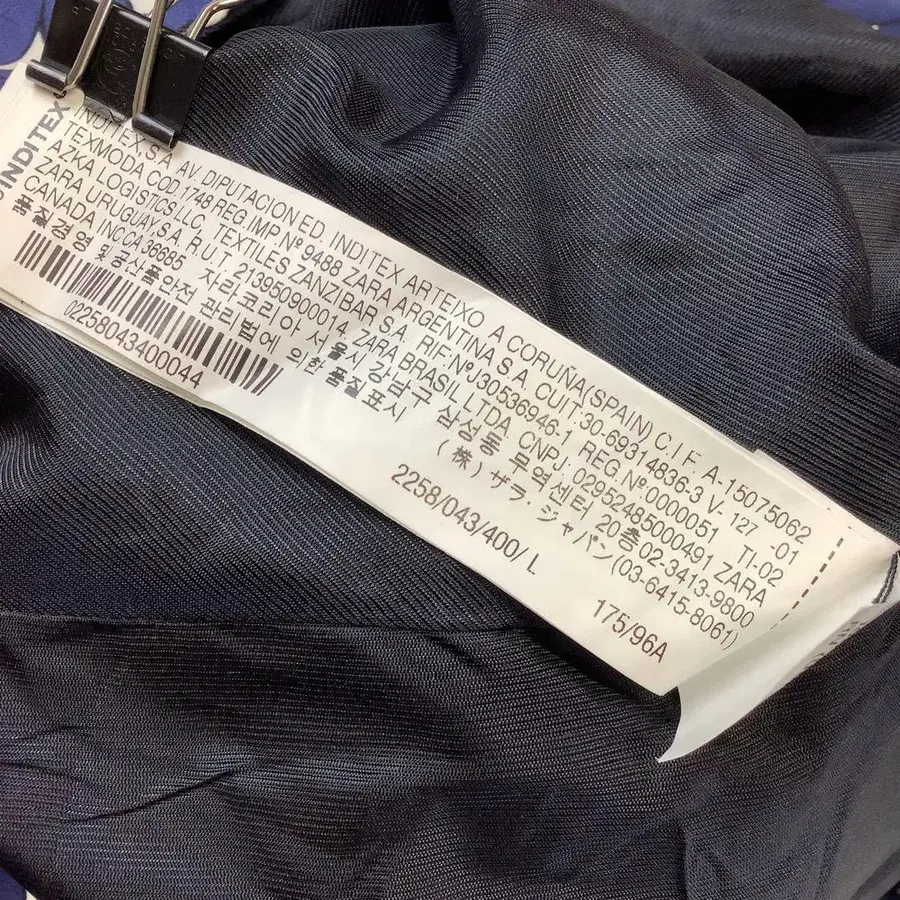 INDITEX
INDITEX,S.A. AV. DIPUTACION ED. INDITEX ARTEIXO A CORUÑA(SPAIN) C.I.F. A-15075062
TEXMODA COD.1748 REG IMP.Nº 9488 ZARA ARGENTINA S.A. CUIT:30-69314836-3 V- 127 -01
AZKA LOGISTICS LLC, TEXTILES ZANZIBAR S.A. RIF:Nº J30536946-1 REG.Nº.0000051 TI-02
ZARA URUGUAY,S.A. R.U.T. 213950900014, ZARA BRASIL,LTDA, CNPJ: 02952485000491 ZARA
CANADA INC.CA 36685 자라코리아 서울시 강남구 삼성동 무역센터 20층 02-3413-9800
품질경영 및 공산품안전 관리법에 의한 품질표시 (株) ザラ.ジャパン(03-6415-8061)
02258043400044
2258/043/400/ L
175/96A